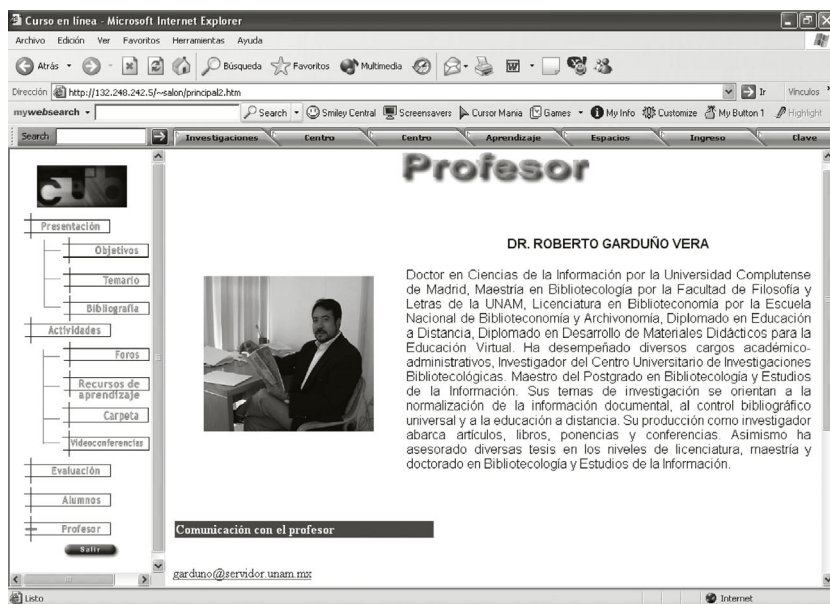 Curso en línea - Microsoft Internet Explorer
Archivo Edición Ver Favoritos Herramientas Ayuda
Atrás Búsqueda Favoritos Multimedia
Dirección http://132.248.242.5/~salon/principal2.htm Ir Vínculos
mywebsearch Search Smiley Central Screensavers Cursor Mania Games My Info Customize My Button 1 Highlight
Search Investigaciones Centro Centro Aprendizaje Espacios Ingreso Clave
Profesor
Presentación
Objetivos
Temario
Bibliografía
Actividades
Foros
Recursos de
aprendizaje
Carpeta
Videoconferencias
Evaluación
Alumnos
Profesor
Salir
DR. ROBERTO GARDUÑO VERA
Doctor en Ciencias de la Información por la Universidad Complutense
de Madrid, Maestría en Bibliotecología por la Facultad de Filosofía y
Letras de la UNAM, Licenciatura en Biblioteconomía por la Escuela
Nacional de Biblioteconomía y Archivonomía, Diplomado en Educación
a Distancia, Diplomado en Desarrollo de Materiales Didácticos para la
Educación Virtual. Ha desempeñado diversos cargos académico-
administrativos, Investigador del Centro Universitario de Investigaciones
Bibliotecológicas. Maestro del Postgrado en Bibliotecología y Estudios
de la Información. Sus temas de investigación se orientan a la
normalización de la información documental, al control bibliográfico
universal y a la educación a distancia. Su producción como investigador
abarca artículos, libros, ponencias y conferencias. Asimismo ha
asesorado diversas tesis en los niveles de licenciatura, maestría y
doctorado en Bibliotecología y Estudios de la Información.
Comunicación con el profesor
garduno@servidor.unam.mx
Listo Internet